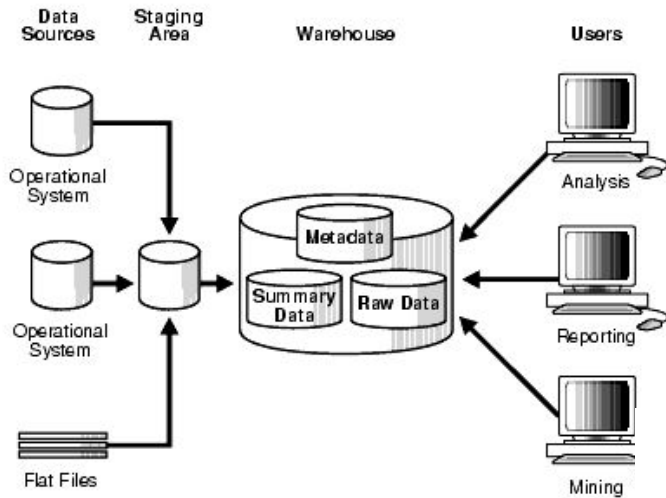 Data Sources
Staging Area
Warehouse
Users
Operational System
Operational System
Flat Files
Metadata
Summary Data
Raw Data
Analysis
Reporting
Mining